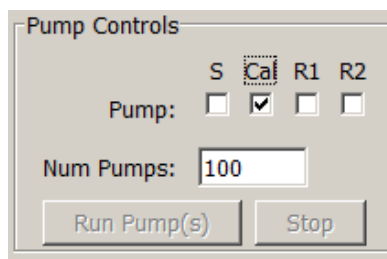 Pump Controls
S Cal R1 R2
Pump:
Num Pumps: 100
Run Pump(s) Stop